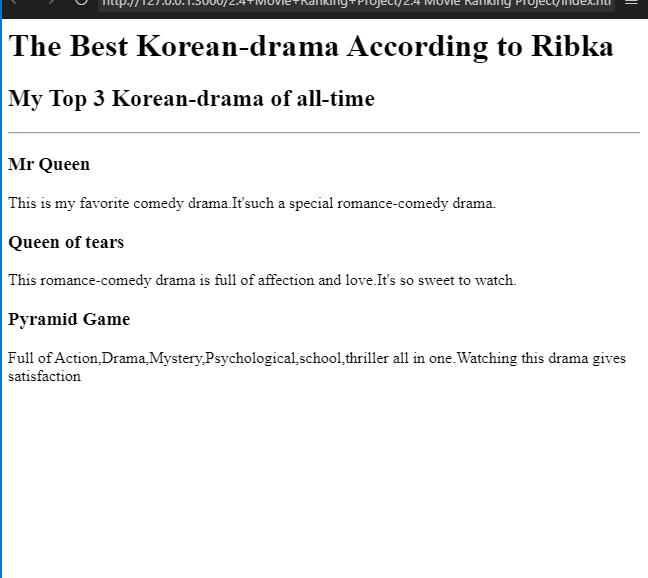 http://127.0.0.1:3000/2.4+Movie+Ranking+Project/2.4 Movie Ranking Project/index.htl
The Best Korean-drama According to Ribka
My Top 3 Korean-drama of all-time
Mr Queen
This is my favorite comedy drama.It'such a special romance-comedy drama.
Queen of tears
This romance-comedy drama is full of affection and love.It's so sweet to watch.
Pyramid Game
Full of Action,Drama,Mystery,Psychological,school,thriller all in one.Watching this drama gives
satisfaction